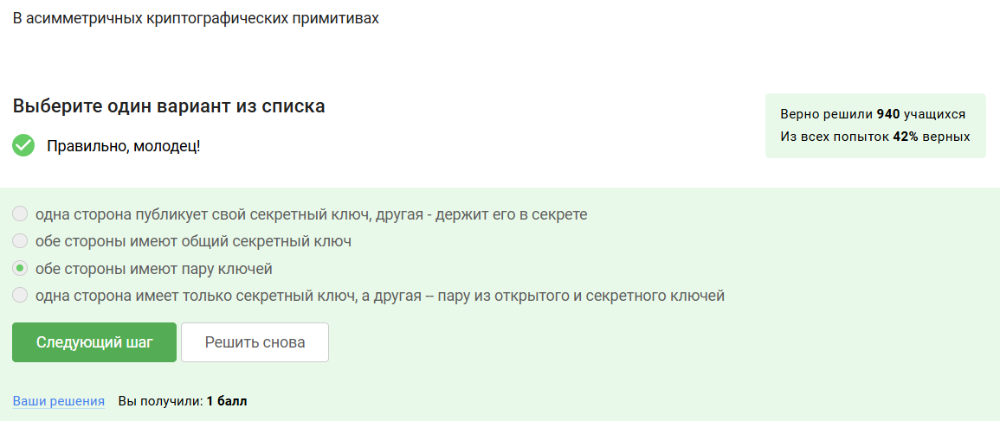 В асимметричных криптографических примитивах
Выберите один вариант из списка
Правильно, молодец!
Верно решили 940 учащихся
Из всех попыток 42% верных
одна сторона публикует свой секретный ключ, другая - держит его в секрете
обе стороны имеют общий секретный ключ
обе стороны имеют пару ключей
одна сторона имеет только секретный ключ, а другая -- пару из открытого и секретного ключей
Следующий шаг
Решить снова
Ваши решения Вы получили: 1 балл